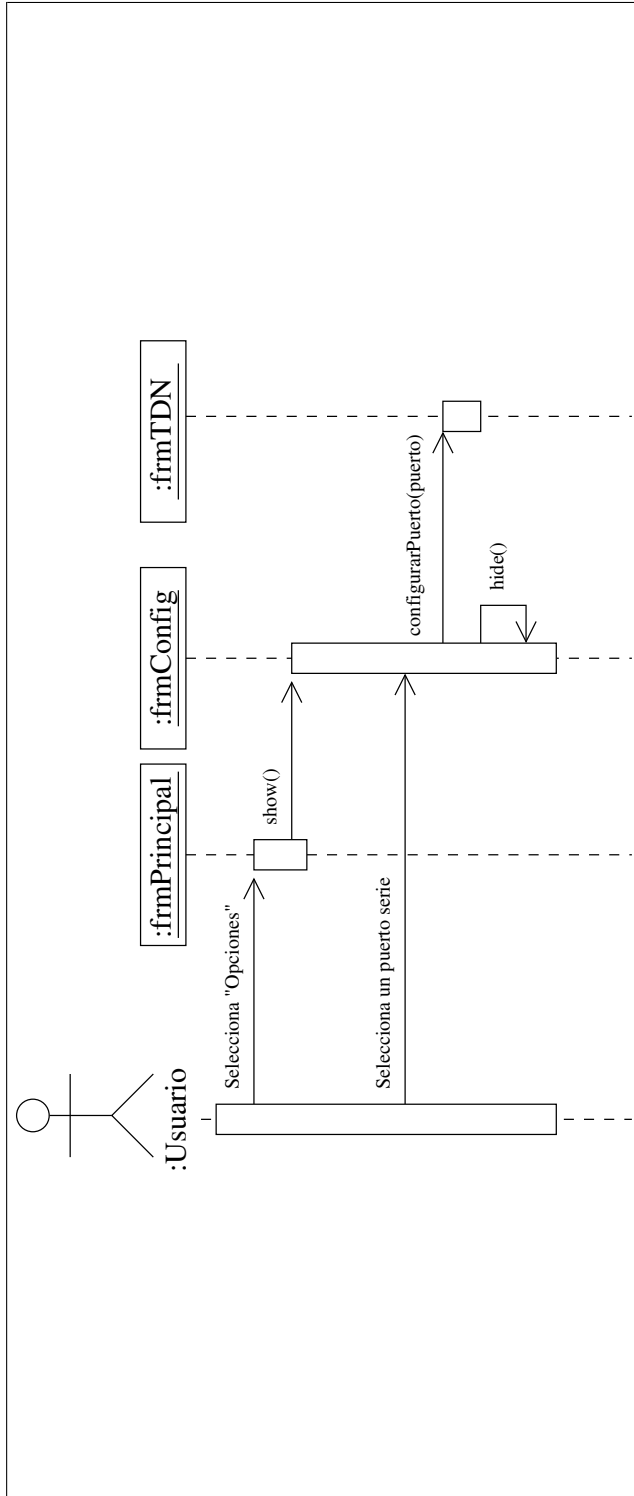 :Usuario
:frmPrincipal
:frmConfig
:frmTDN
Selecciona "Opciones"
show()
Selecciona un puerto serie
configurarPuerto(puerto)
hide()